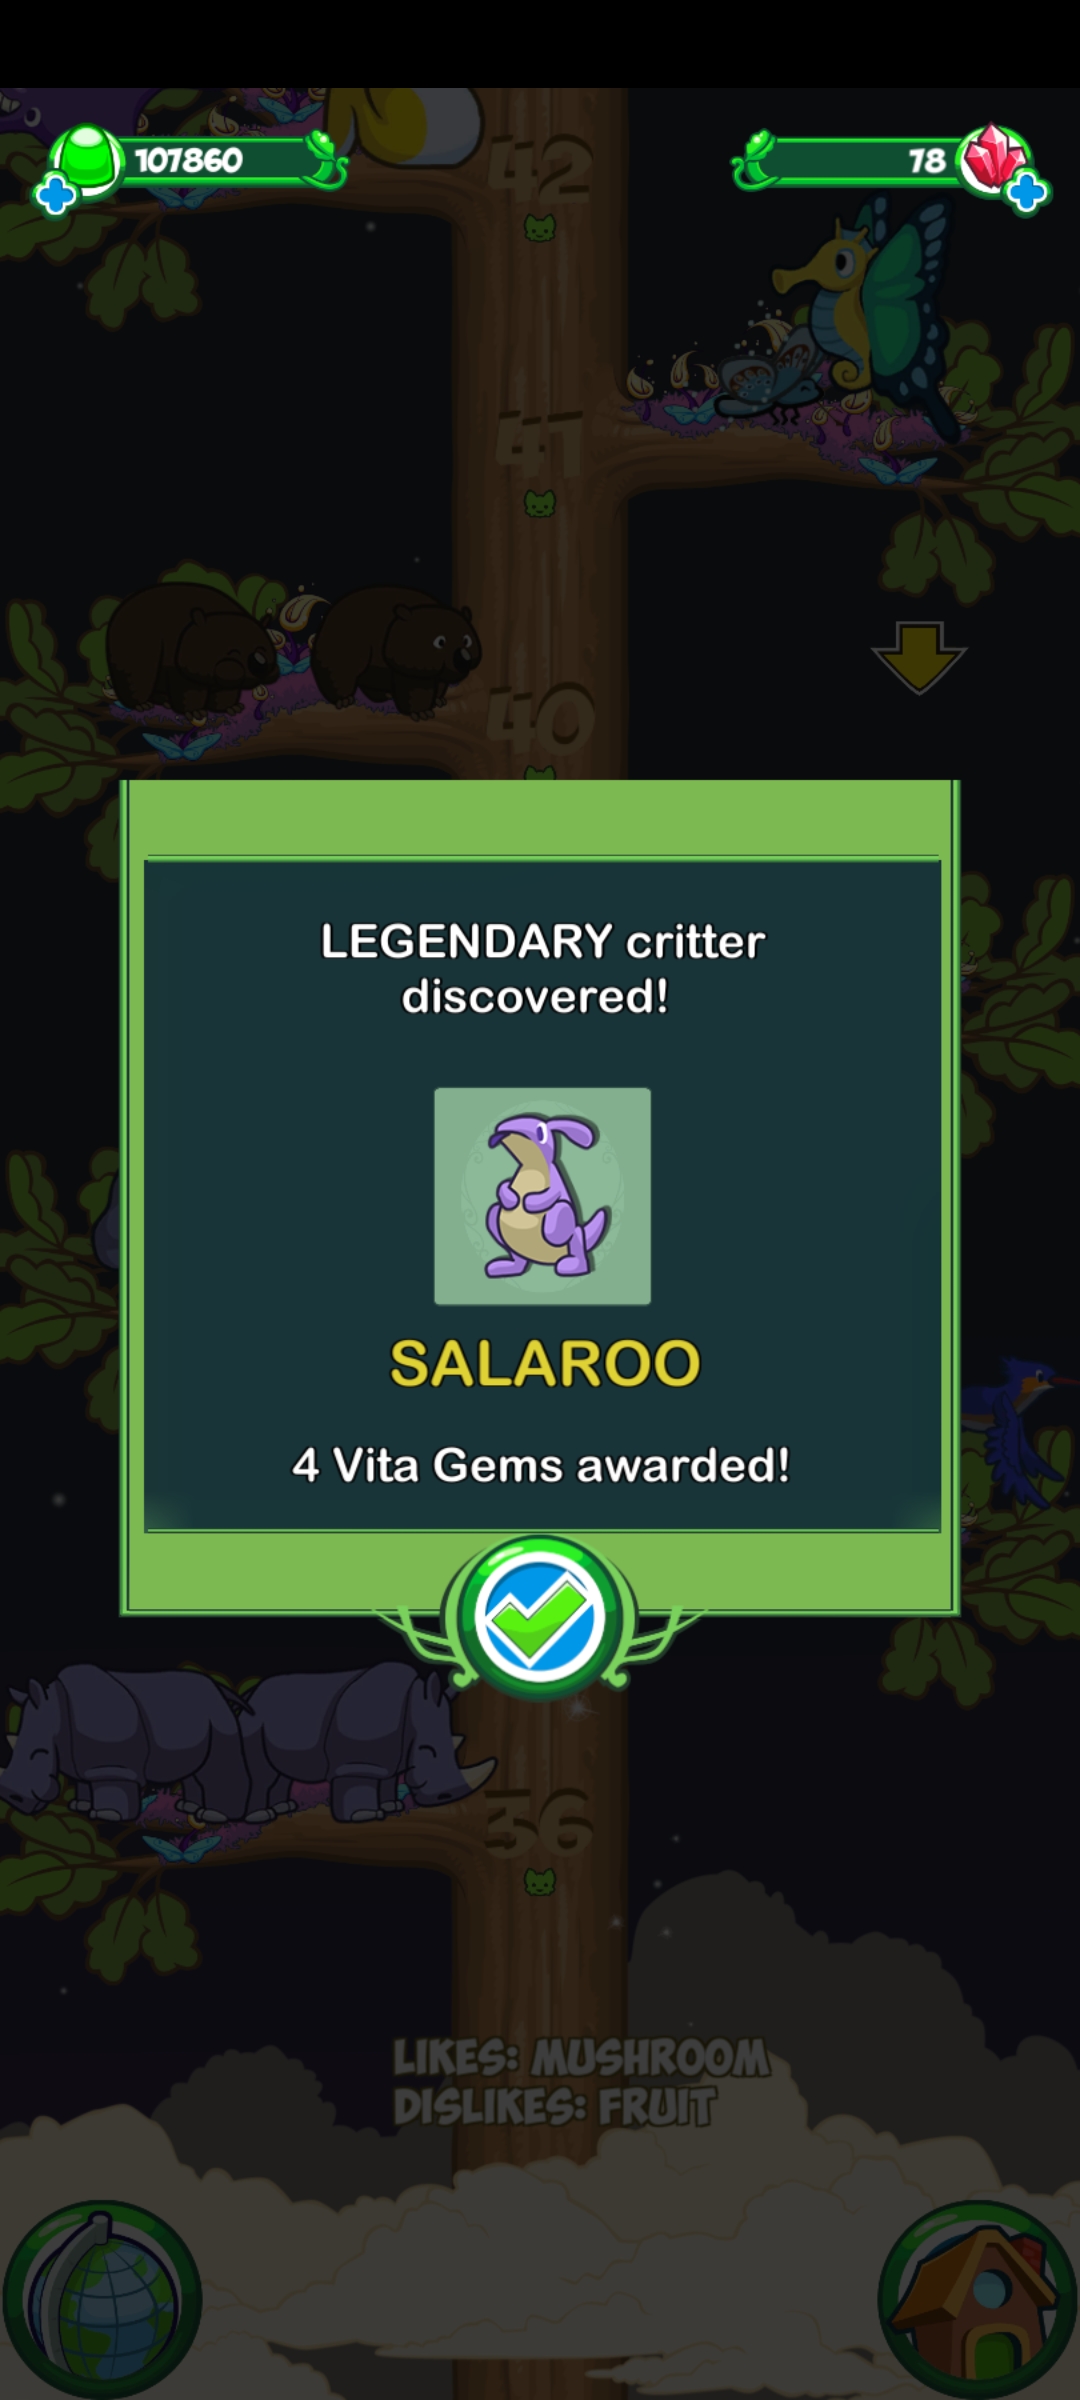 107860
78
42
41
40
LEGENDARY critter
discovered!
SALAROO
4 Vita Gems awarded!
36
LIKES: MUSHROOM
DISLIKES: FRUIT